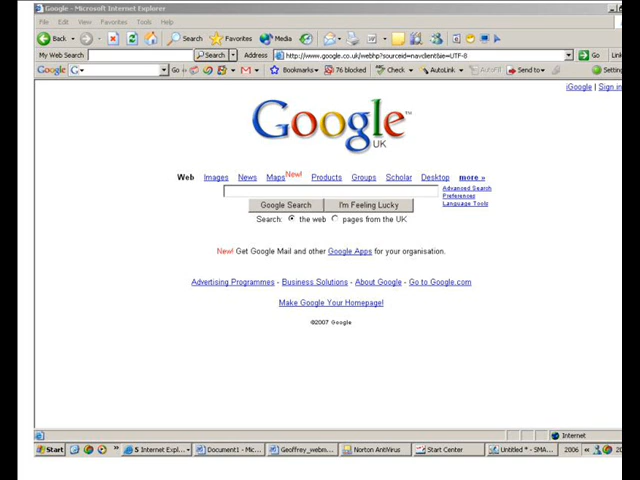 Google - Microsoft Internet Explorer
File Edit View Favorites Tools Help
Back Search Favorites Media
My Web Search Search Address http://www.google.co.uk/webhp?sourceid=navclient&ie=UTF-8 Go
Google G Go Bookmarks 76 blocked Check AutoLink AutoFill Send to
iGoogle | Sign in
Google™
UK
Web Images News Maps New! Products Groups Scholar Desktop more »
Advanced Search
Preferences
Language Tools
Google Search I'm Feeling Lucky
Search: the web pages from the UK
New! Get Google Mail and other Google Apps for your organisation.
Advertising Programmes - Business Solutions - About Google - Go to Google.com
Make Google Your Homepage!
©2007 Google
Internet
Start 5 Internet Expl... Document1 - Mic... Geoffrey_webm... Norton AntiVirus Start Center Untitled * - SMA... 2006